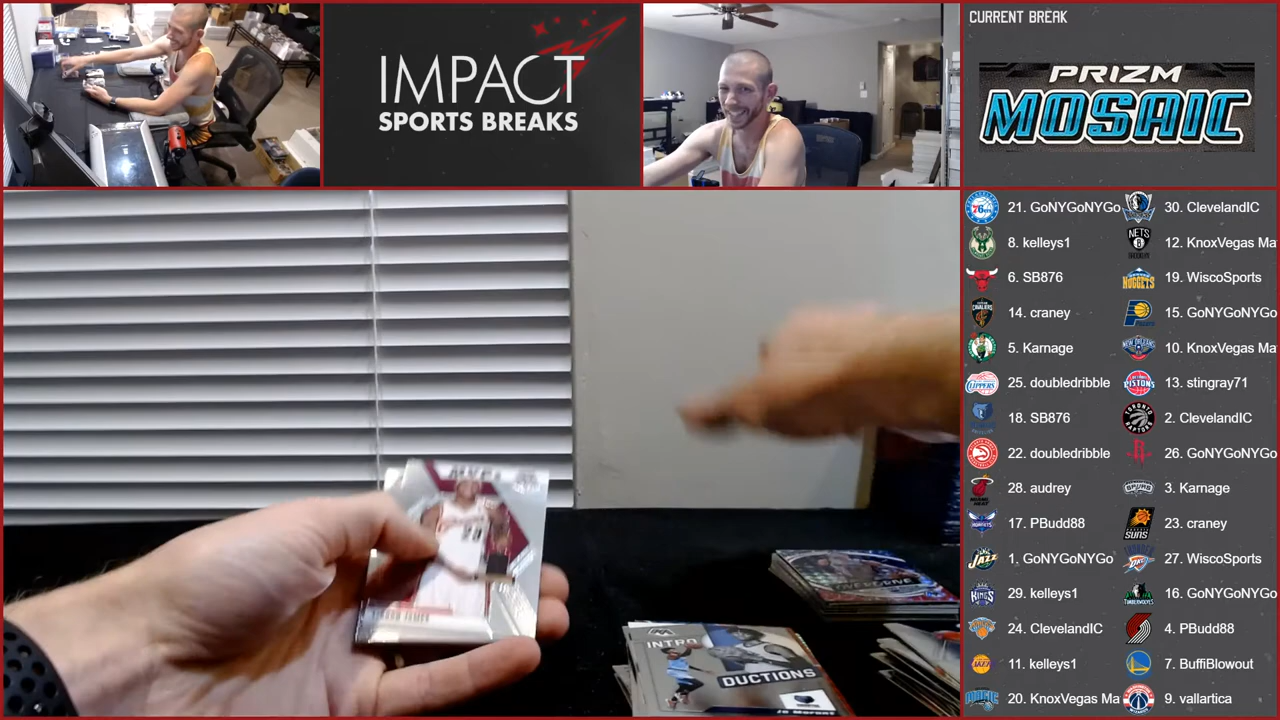 IMPACT
SPORTS BREAKS
CURRENT BREAK
PRIZM
MOSAIC
21. GoNYGoNYGo
8. kelleys1
6. SB876
14. craney
5. Karnage
25. doubledribble
18. SB876
22. doubledribble
28. audrey
17. PBudd88
1. GoNYGoNYGo
29. kelleys1
24. ClevelandIC
11. kelleys1
20. KnoxVegas Ma
30. ClevelandIC
12. KnoxVegas Ma
19. WiscoSports
15. GoNYGoNYGo
10. KnoxVegas Ma
13. stingray71
2. ClevelandIC
26. GoNYGoNYGo
3. Karnage
23. craney
27. WiscoSports
16. GoNYGoNYGo
4. PBudd88
7. BuffiBlowout
9. vallartica
INTRO
DUCTIONS
Ja Morant